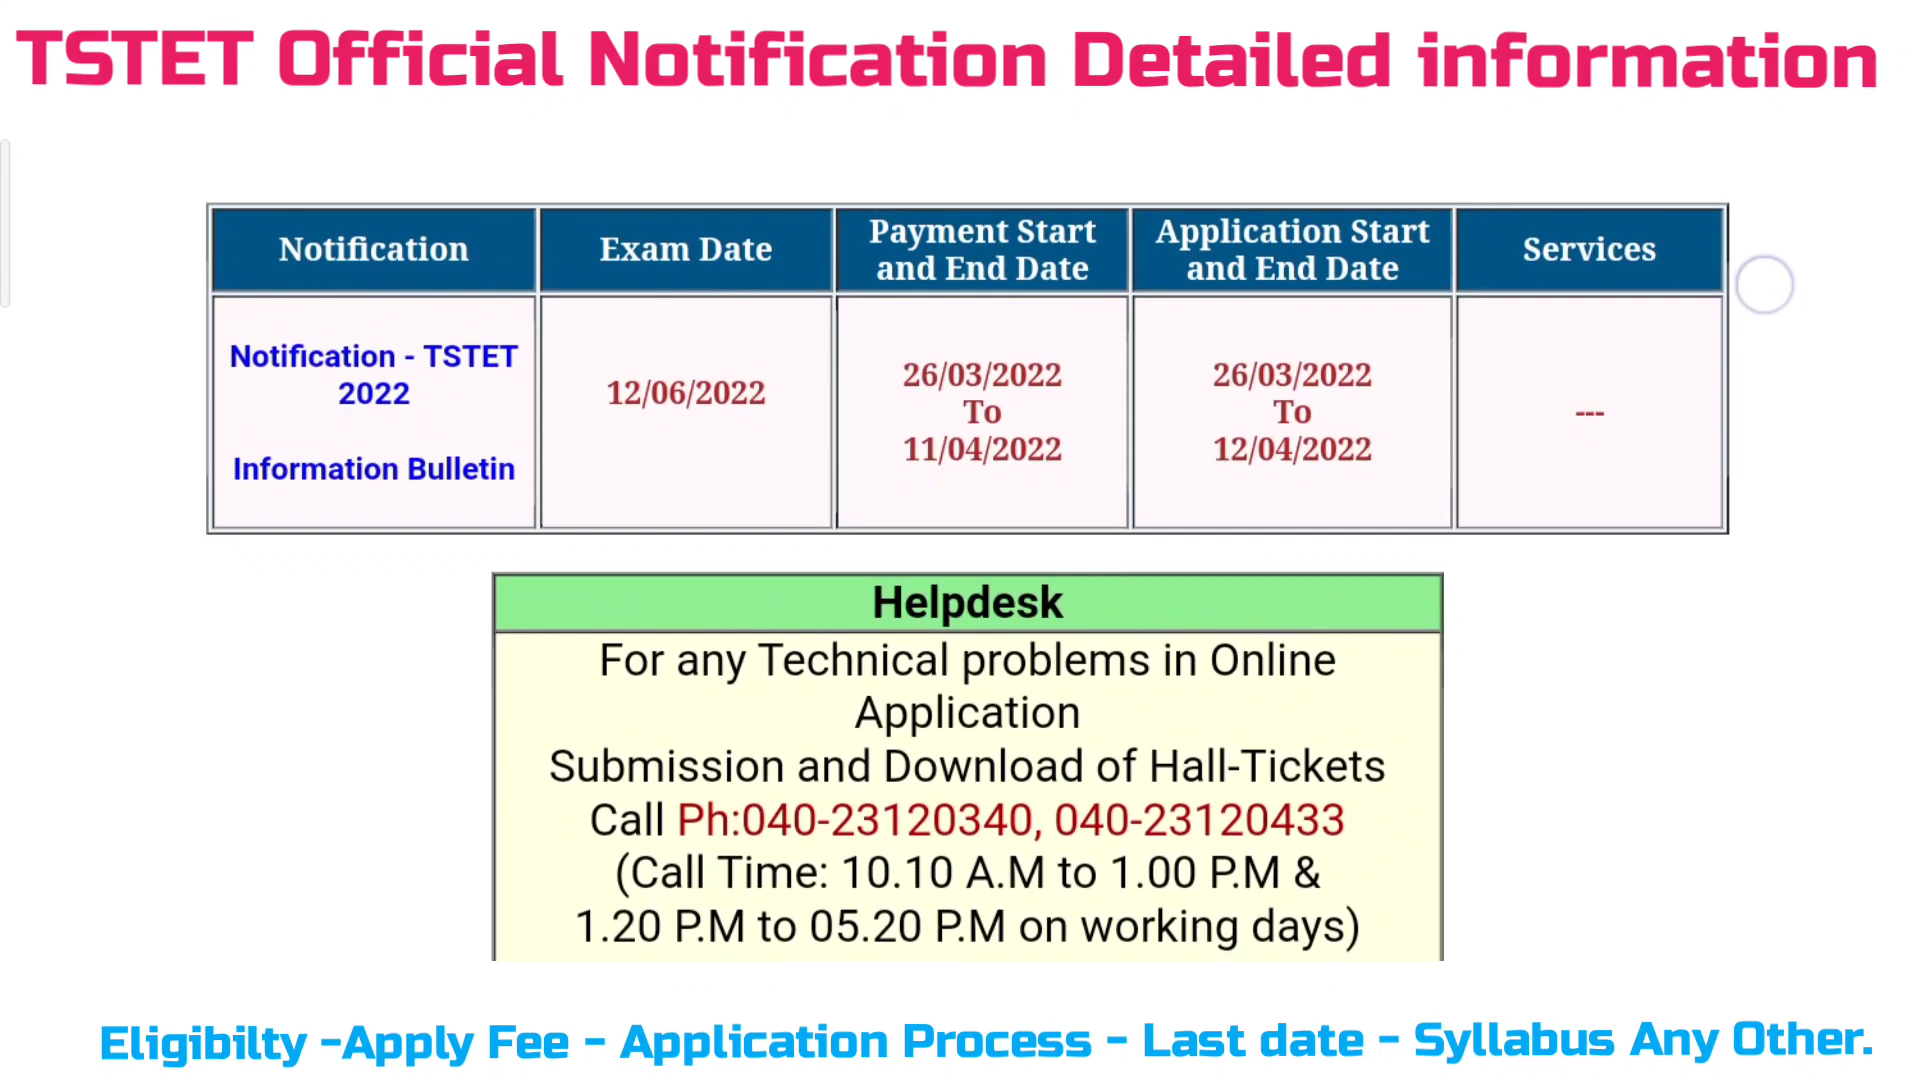 TSTET Official Notification Detailed information
Notification
Exam Date
Payment Start
and End Date
Application Start
and End Date
Services
Notification - TSTET
2022
Information Bulletin
12/06/2022
26/03/2022
To
11/04/2022
26/03/2022
To
12/04/2022
---
Helpdesk
For any Technical problems in Online
Application
Submission and Download of Hall-Tickets
Call Ph:040-23120340, 040-23120433
(Call Time: 10.10 A.M to 1.00 P.M &
1.20 P.M to 05.20 P.M on working days)
Eligibilty -Apply Fee - Application Process - Last date - Syllabus Any Other.